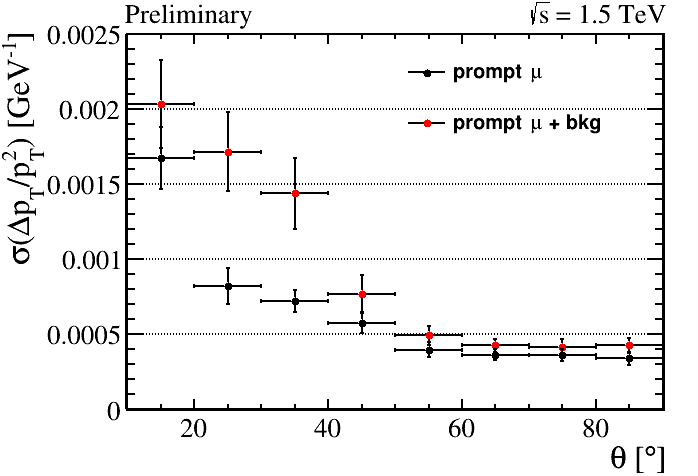 Preliminary
√s = 1.5 TeV
σ(Δp_T/p_T^2) [GeV^-1]
0.0025
0.002
0.0015
0.001
0.0005
0
prompt μ
prompt μ + bkg
20
40
60
80
θ [°]